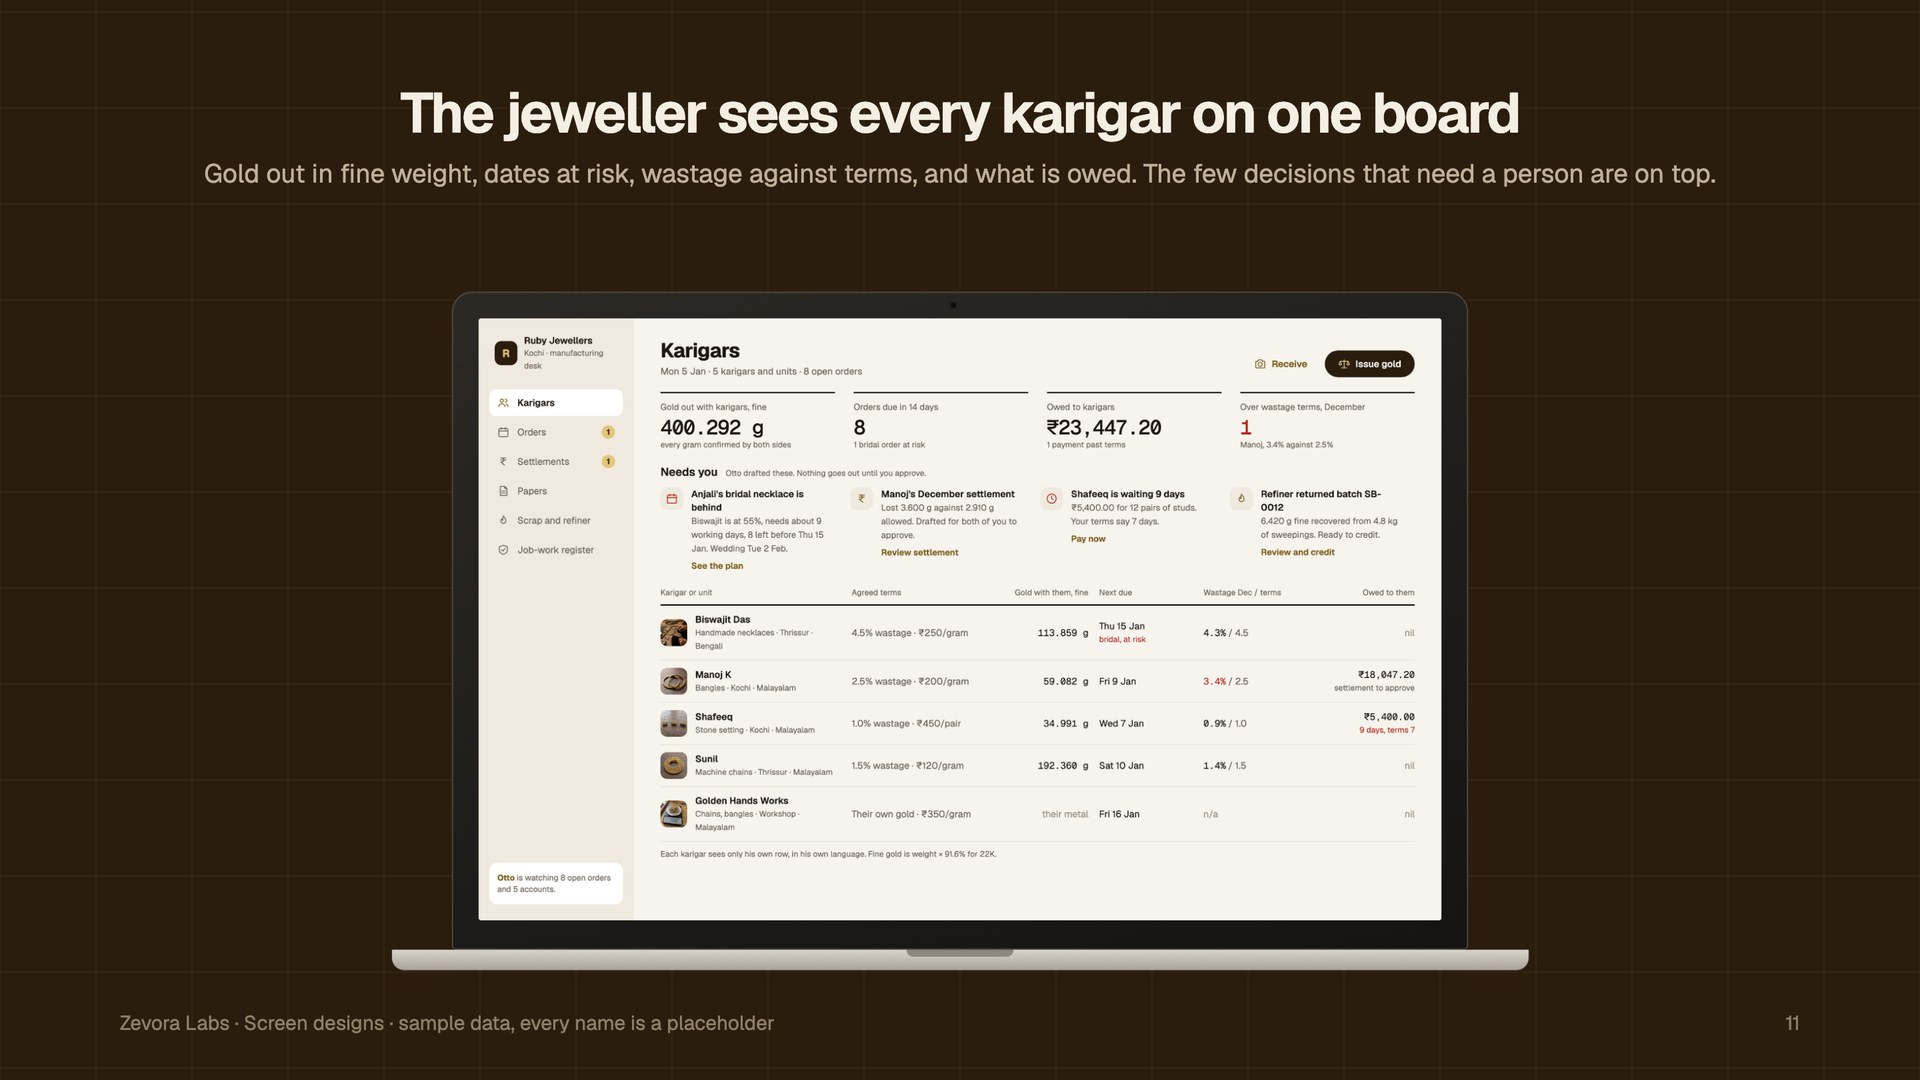 The jeweller sees every karigar on one board
Gold out in fine weight, dates at risk, wastage against terms, and what is owed. The few decisions that need a person are on top.
R
Ruby Jewellers
Kochi · manufacturing
desk
Karigars
Orders 1
Settlements 1
Papers
Scrap and refiner
Job-work register
Otto is watching 8 open orders
and 5 accounts.
Karigars
Mon 5 Jan · 5 karigars and units · 8 open orders
Receive
Issue gold
Gold out with karigars, fine
400.292 g
every gram confirmed by both sides
Orders due in 14 days
8
1 bridal order at risk
Owed to karigars
₹23,447.20
1 payment past terms
Over wastage terms, December
1
Manoj, 3.4% against 2.5%
Needs you Otto drafted these. Nothing goes out until you approve.
Anjali's bridal necklace is
behind
Biswajit is at 55%, needs about 9
working days, 8 left before Thu 15
Jan. Wedding Tue 2 Feb.
See the plan
₹
Manoj's December settlement
Lost 3.600 g against 2.910 g
allowed. Drafted for both of you to
approve.
Review settlement
Shafeeq is waiting 9 days
₹5,400.00 for 12 pairs of studs.
Your terms say 7 days.
Pay now
Refiner returned batch SB-
0012
6.420 g fine recovered from 4.8 kg
of sweepings. Ready to credit.
Review and credit
Karigar or unit Agreed terms Gold with them, fine Next due Wastage Dec / terms Owed to them
Biswajit Das
Handmade necklaces · Thrissur ·
Bengali
4.5% wastage · ₹250/gram 113.859 g
Thu 15 Jan
bridal, at risk
4.3% / 4.5 nil
Manoj K
Bangles · Kochi · Malayalam
2.5% wastage · ₹200/gram 59.082 g Fri 9 Jan 3.4% / 2.5
₹18,047.20
settlement to approve
Shafeeq
Stone setting · Kochi · Malayalam
1.0% wastage · ₹450/pair 34.991 g Wed 7 Jan 0.9% / 1.0
₹5,400.00
9 days, terms 7
Sunil
Machine chains · Thrissur · Malayalam
1.5% wastage · ₹120/gram 192.360 g Sat 10 Jan 1.4% / 1.5 nil
Golden Hands Works
Chains, bangles · Workshop ·
Malayalam
Their own gold · ₹350/gram their metal Fri 16 Jan n/a nil
Each karigar sees only his own row, in his own language. Fine gold is weight × 91.6% for 22K.
Zevora Labs · Screen designs · sample data, every name is a placeholder
11